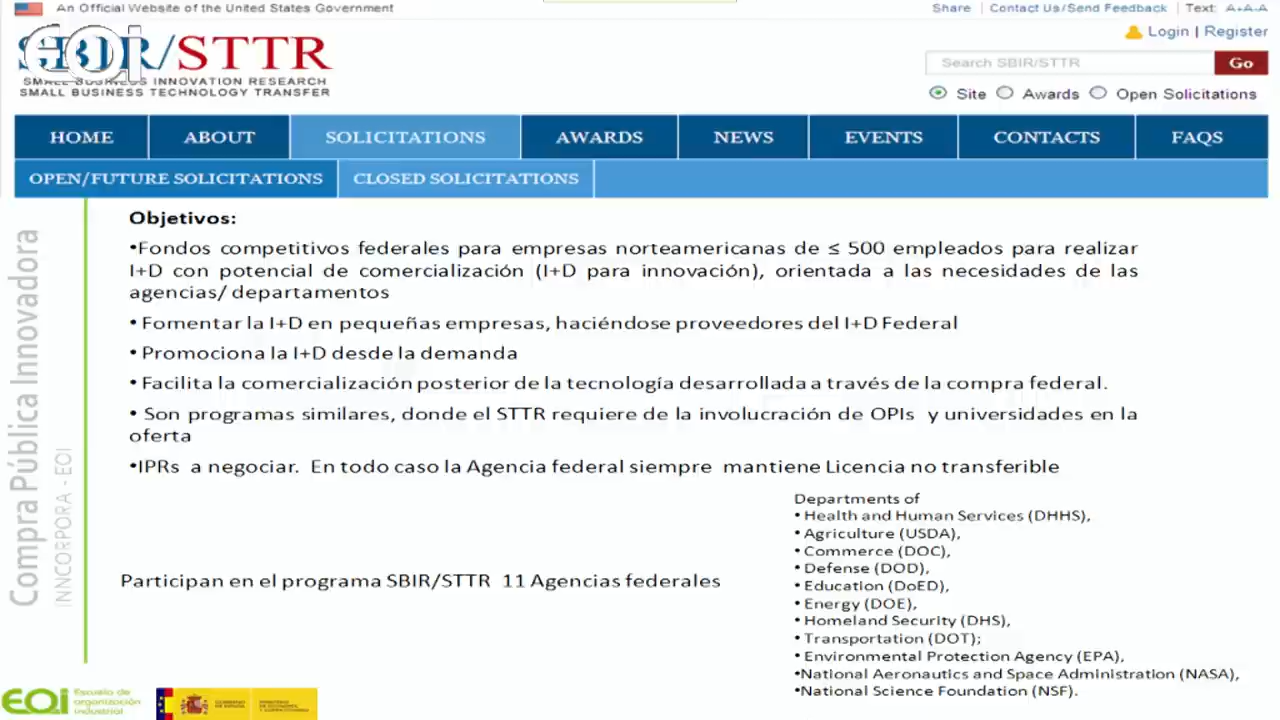 An Official Website of the United States Government
Share | Contact Us/Send Feedback | Text: A+A-A
Login | Register
SBIR/STTR
eoi
SMALL BUSINESS INNOVATION RESEARCH
SMALL BUSINESS TECHNOLOGY TRANSFER
Search SBIR/STTR
Go
Site Awards Open Solicitations
HOME ABOUT SOLICITATIONS AWARDS NEWS EVENTS CONTACTS FAQS
OPEN/FUTURE SOLICITATIONS CLOSED SOLICITATIONS
Compra Pública Innovadora
INNCORPORA - EOI
Objetivos:
•Fondos competitivos federales para empresas norteamericanas de ≤ 500 empleados para realizar
I+D con potencial de comercialización (I+D para innovación), orientada a las necesidades de las
agencias/ departamentos
• Fomentar la I+D en pequeñas empresas, haciéndose proveedores del I+D Federal
• Promociona la I+D desde la demanda
• Facilita la comercialización posterior de la tecnología desarrollada a través de la compra federal.
• Son programas similares, donde el STTR requiere de la involucración de OPIs y universidades en la
oferta
•IPRs a negociar. En todo caso la Agencia federal siempre mantiene Licencia no transferible
Participan en el programa SBIR/STTR 11 Agencias federales
Departments of
• Health and Human Services (DHHS),
• Agriculture (USDA),
• Commerce (DOC),
• Defense (DOD),
• Education (DoED),
• Energy (DOE),
• Homeland Security (DHS),
• Transportation (DOT);
• Environmental Protection Agency (EPA),
•National Aeronautics and Space Administration (NASA),
•National Science Foundation (NSF).
EOi
Escuela de
organización
industrial